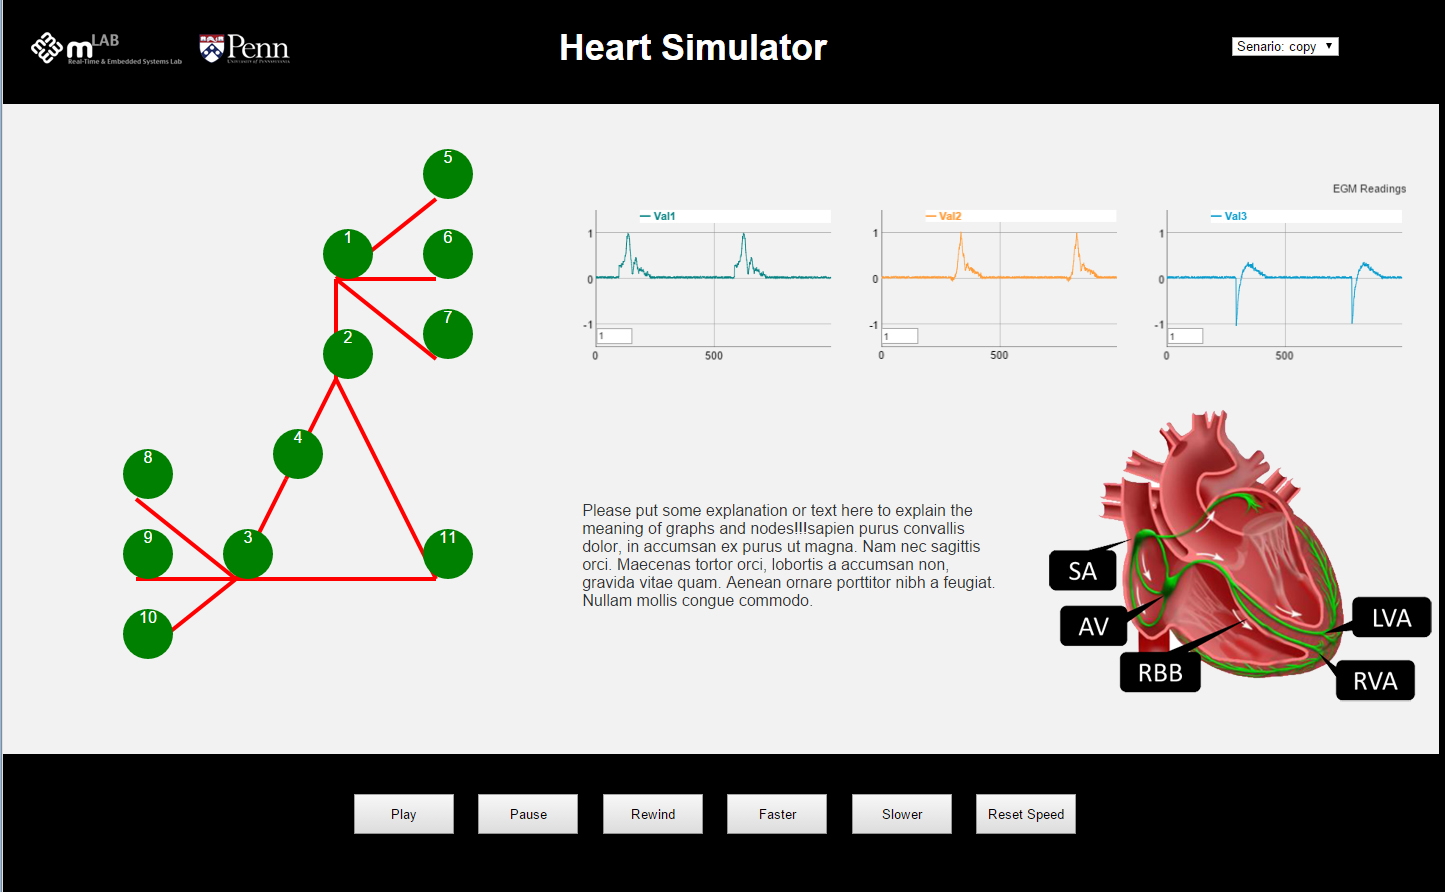 mLAB
Real-Time & Embedded Systems Lab
Penn
UNIVERSITY OF PENNSYLVANIA
Heart Simulator
Senario: copy
5
1
6
7
2
4
8
9
3
11
10
EGM Readings
Val1
1
0
-1
1
0
500
Val2
1
0
-1
1
0
500
Val3
1
0
-1
1
0
500
Please put some explanation or text here to explain the
meaning of graphs and nodes!!!sapien purus convallis
dolor, in accumsan ex purus ut magna. Nam nec sagittis
orci. Maecenas tortor orci, lobortis a accumsan non,
gravida vitae quam. Aenean ornare porttitor nibh a feugiat.
Nullam mollis congue commodo.
SA
AV
RBB
LVA
RVA
Play
Pause
Rewind
Faster
Slower
Reset Speed